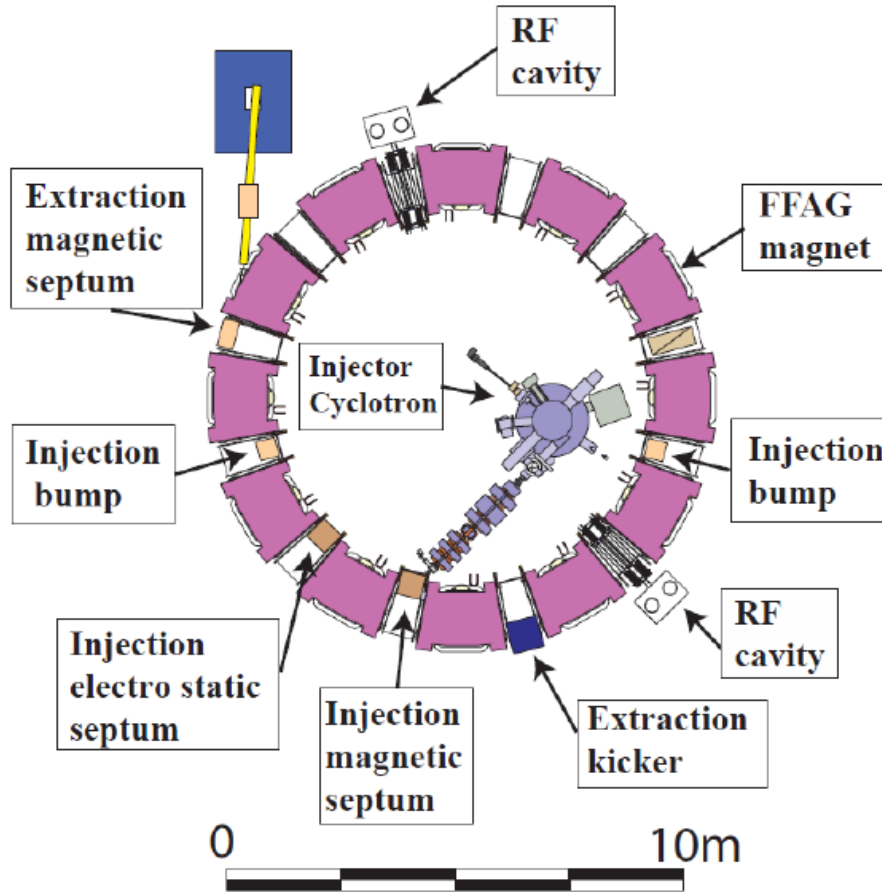 RF
cavity
Extraction
magnetic
septum
FFAG
magnet
Injector
Cyclotron
Injection
bump
Injection
bump
Injection
electro static
septum
Injection
magnetic
septum
Extraction
kicker
RF
cavity
0
10m